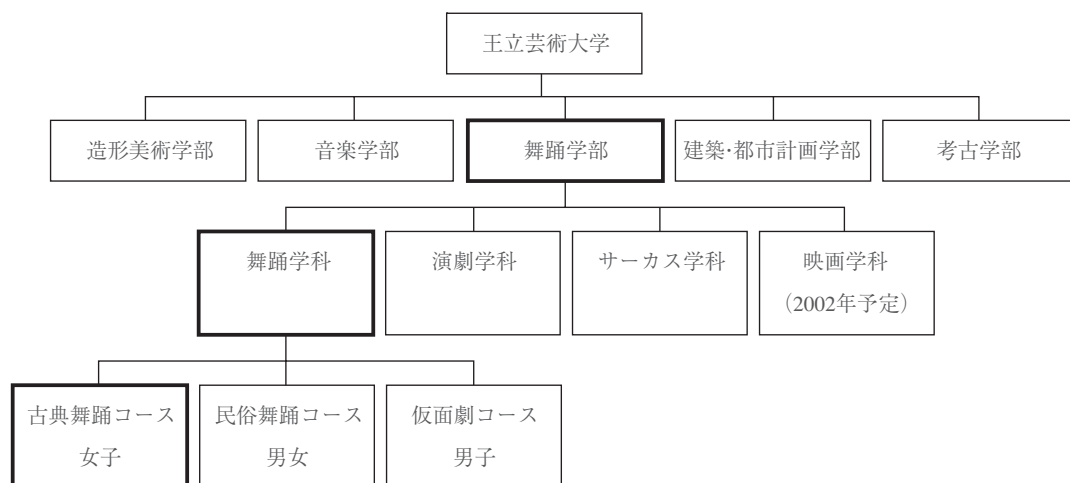 王立芸術大学
造形美術学部
音楽学部
舞踊学部
建築・都市計画学部
考古学部
舞踊学科
演劇学科
サーカス学科
映画学科
（2002年予定）
古典舞踊コース
女子
民俗舞踊コース
男女
仮面劇コース
男子